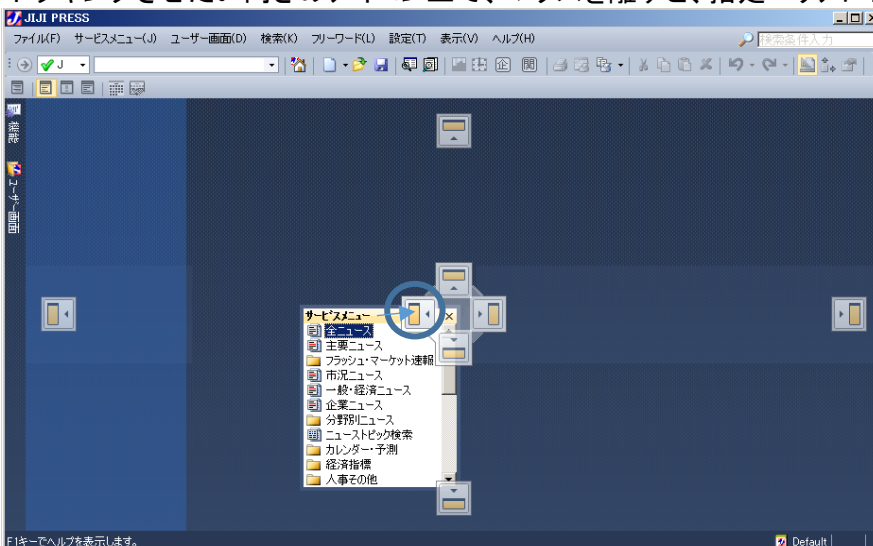 JIJI PRESS
ファイル(F) サービスメニュー(J) ユーザー画面(D) 検索(K) フリーワード(L) 設定(T) 表示(V) ヘルプ(H)
検索条件入力
J
機能
ユーザー画面
サービスメニュー
全ニュース
主要ニュース
フラッシュ・マーケット速報
市況ニュース
一般・経済ニュース
企業ニュース
分野別ニュース
ニューストピック検索
カレンダー・予測
経済指標
人事その他
F1キーでヘルプを表示します。
Default